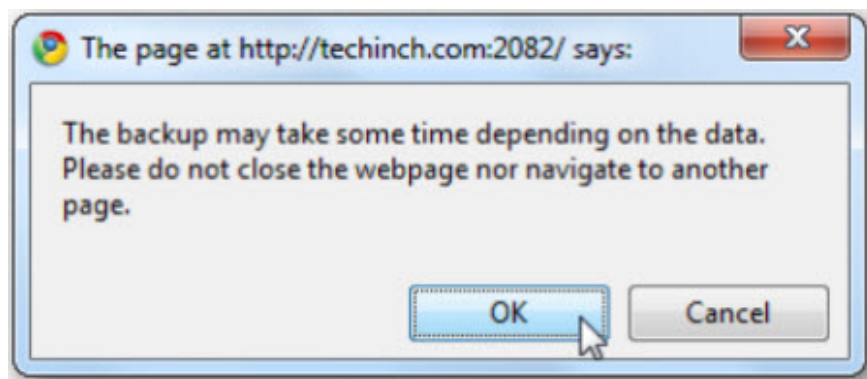 The page at http://techinch.com:2082/ says:
The backup may take some time depending on the data.
Please do not close the webpage nor navigate to another
page.
OK
Cancel